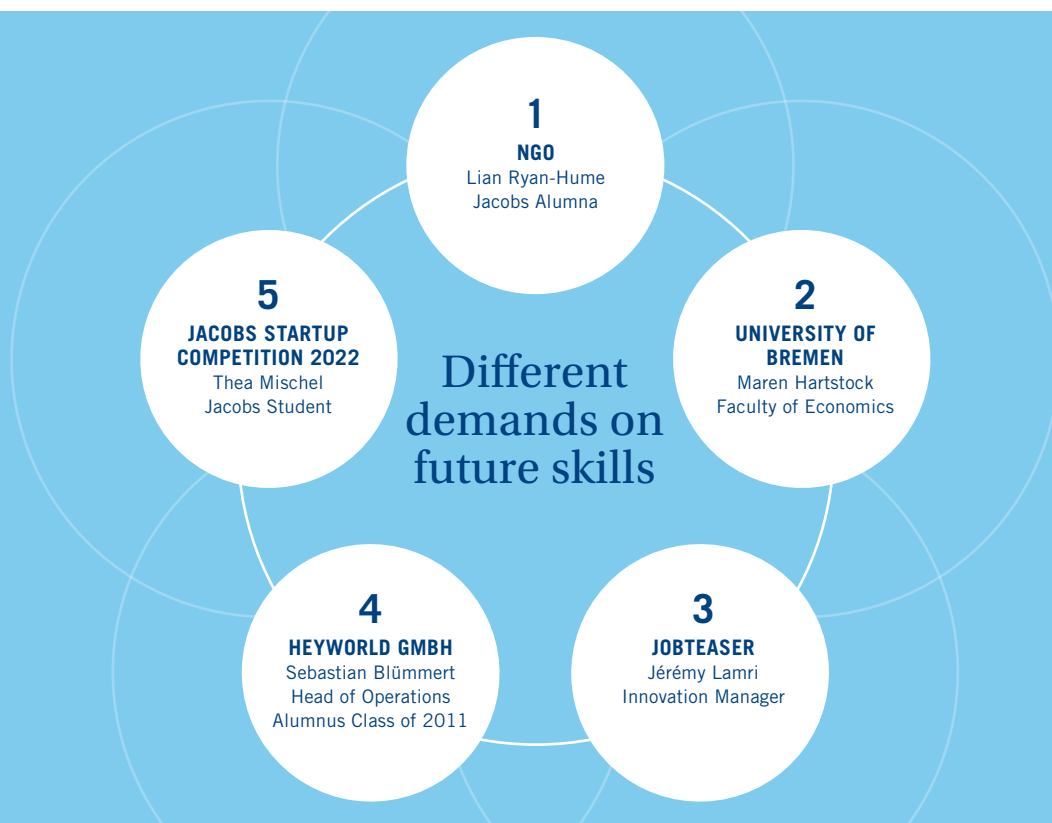 1
NGO
Lian Ryan-Hume
Jacobs Alumna
2
UNIVERSITY OF
BREMEN
Maren Hartstock
Faculty of Economics
3
JOBTEASER
Jérémy Lamri
Innovation Manager
4
HEYWORLD GMBH
Sebastian Blümmert
Head of Operations
Alumnus Class of 2011
5
JACOBS STARTUP
COMPETITION 2022
Thea Mischel
Jacobs Student
Different
demands on
future skills